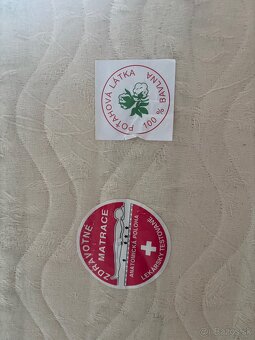 POŤAHOVÁ LÁTKA
100 % BAVLNA
ZDRAVOTNÉ
MATRACE
ANATOMICKÁ POLOHA
LEKÁRSKY TESTOVANÉ